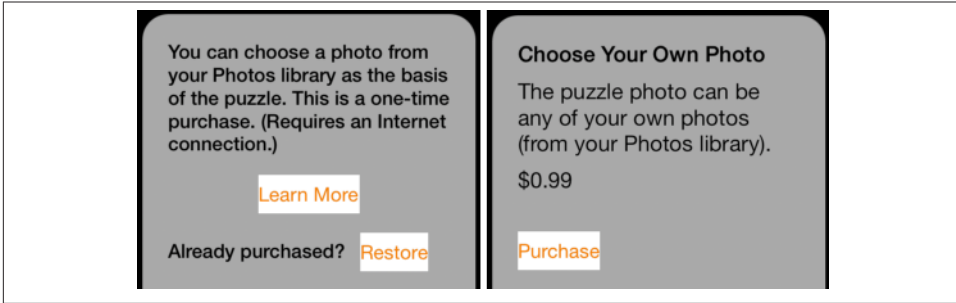 You can choose a photo from
your Photos library as the basis
of the puzzle. This is a one-time
purchase. (Requires an Internet
connection.)
Learn More
Already purchased? Restore
Choose Your Own Photo
The puzzle photo can be
any of your own photos
(from your Photos library).
$0.99
Purchase